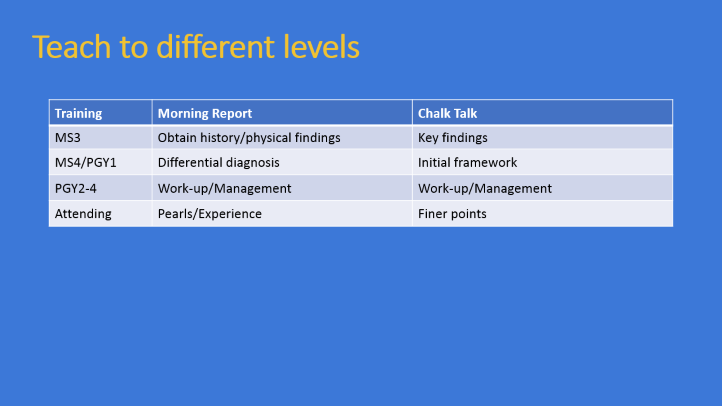 Teach to different levels
Training Morning Report Chalk Talk
MS3 Obtain history/physical findings Key findings
MS4/PGY1 Differential diagnosis Initial framework
PGY2-4 Work-up/Management Work-up/Management
Attending Pearls/Experience Finer points